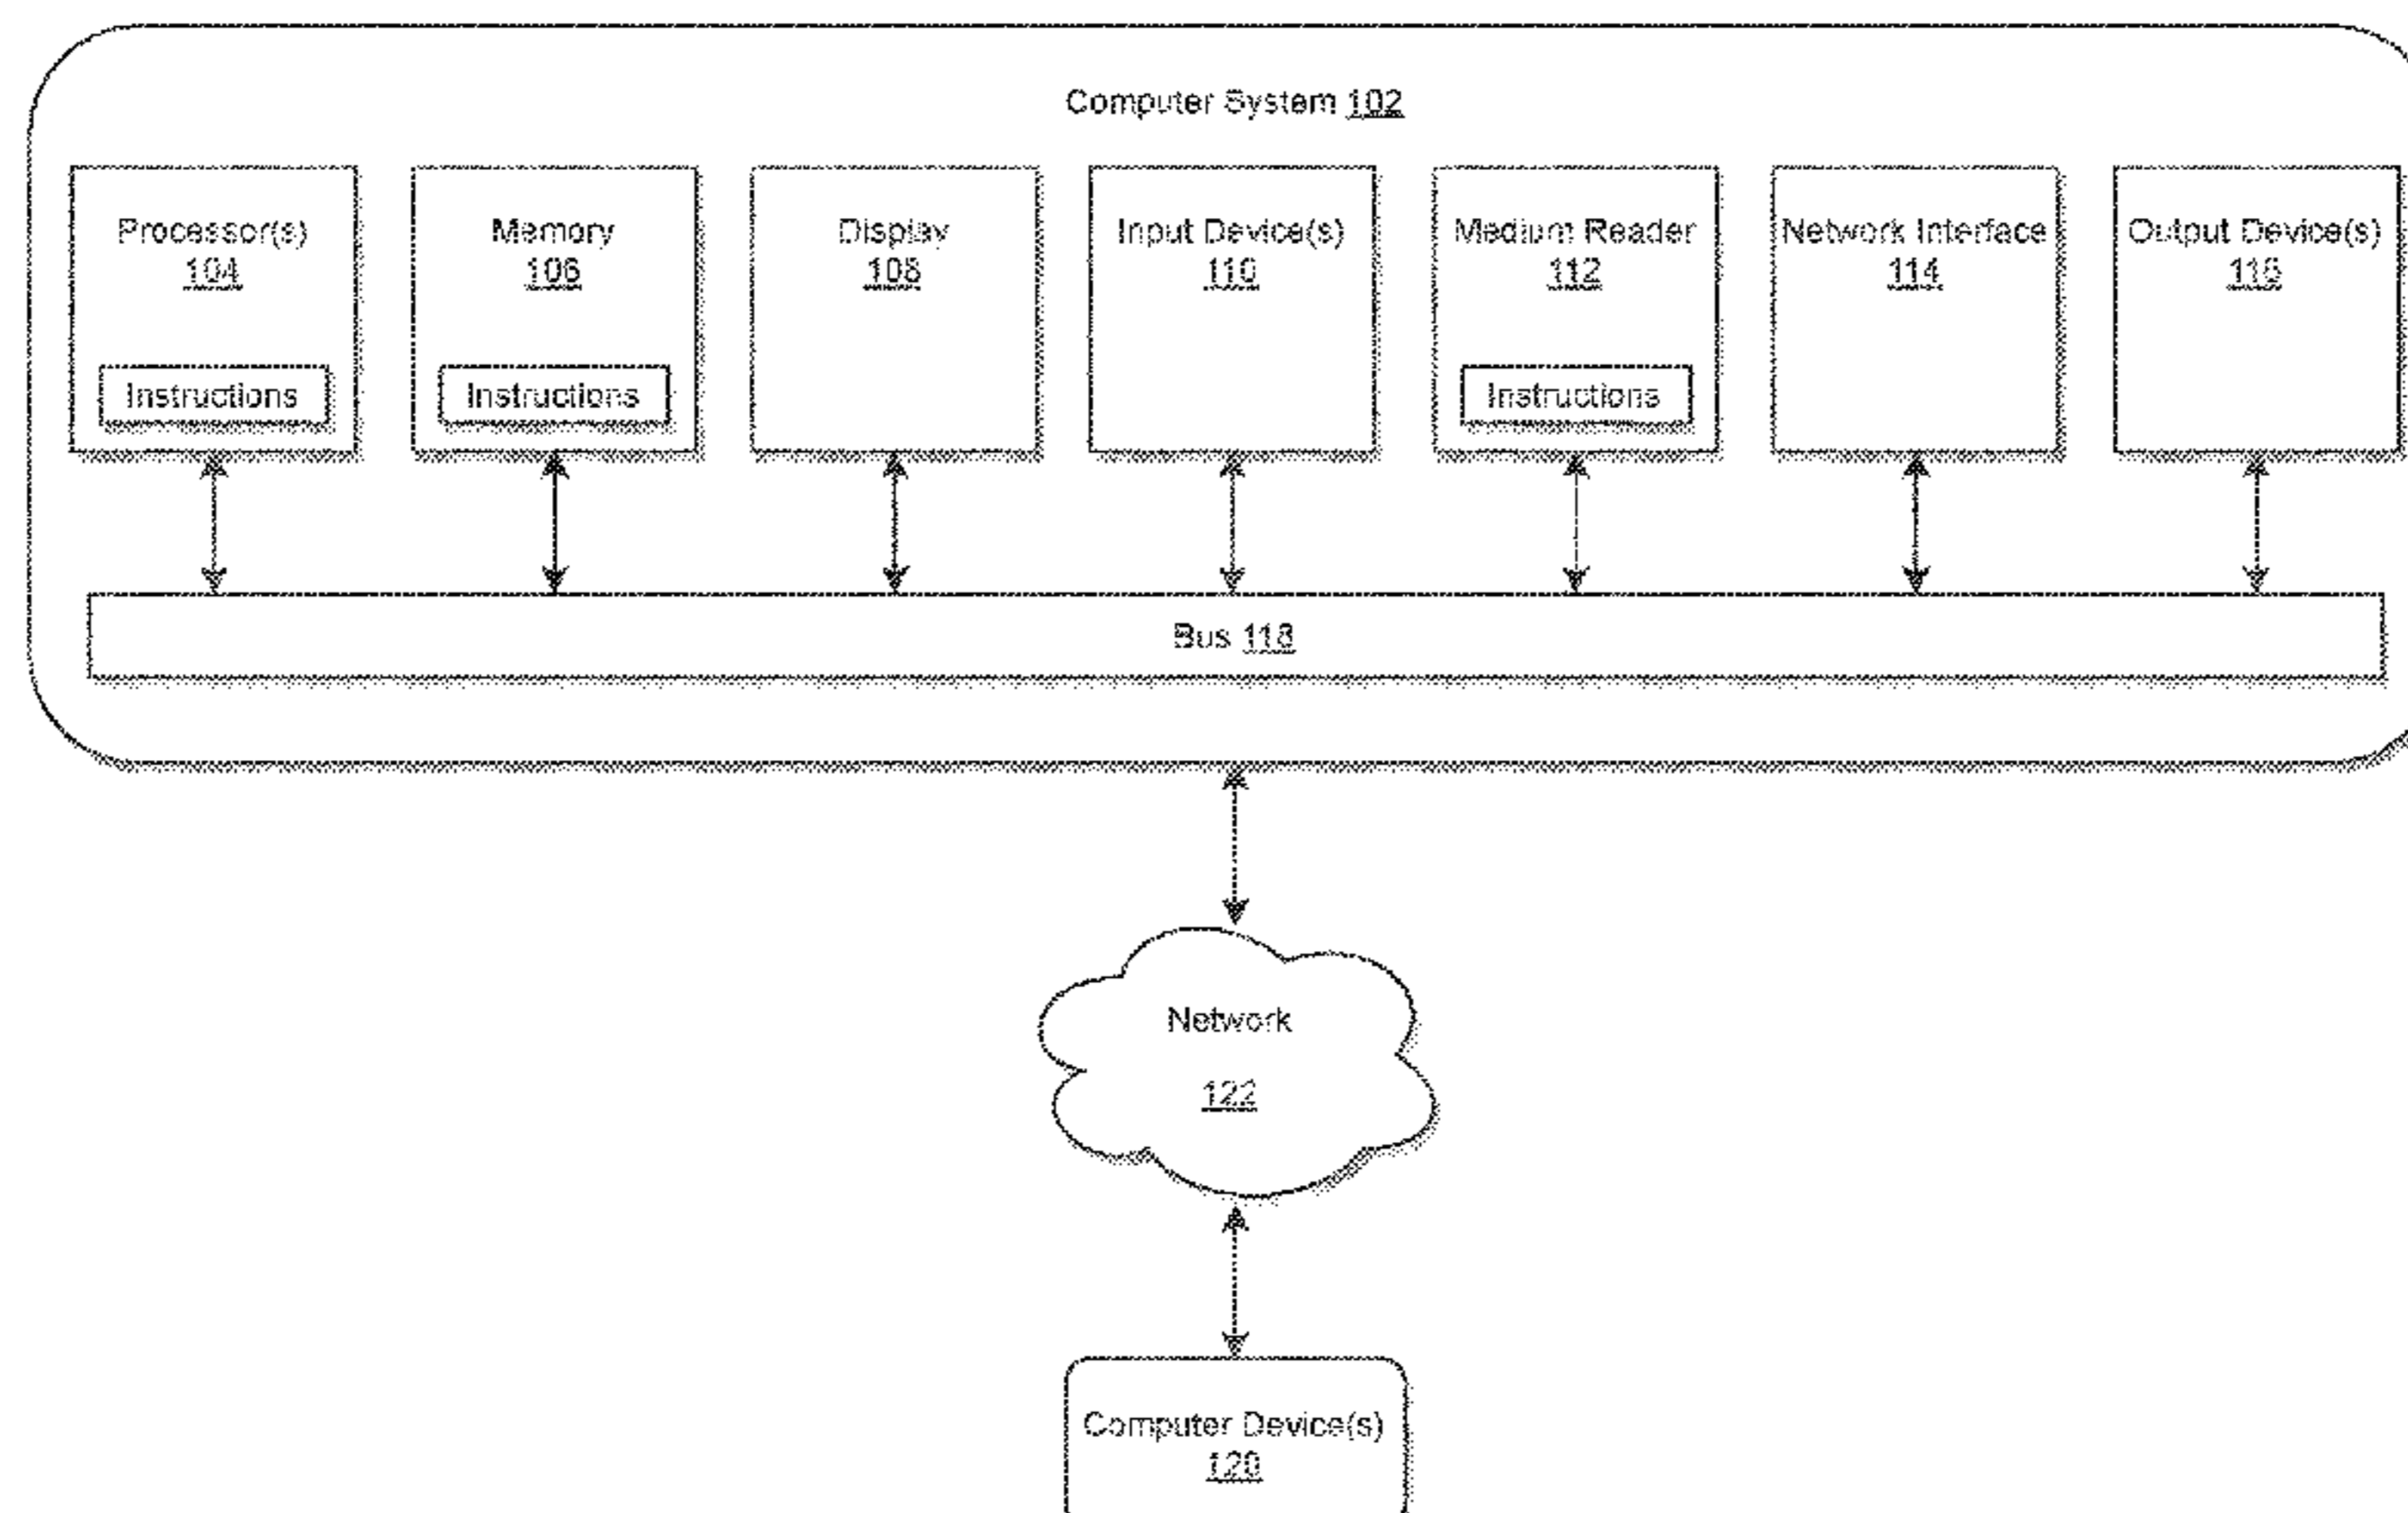 Computer System 102
Processor(s)
104
Instructions
Memory
106
Instructions
Display
108
Input Device(s)
110
Medium Reader
112
Instructions
Network Interface
114
Output Device(s)
116
Bus 118
Network
122
Computer Device(s)
120